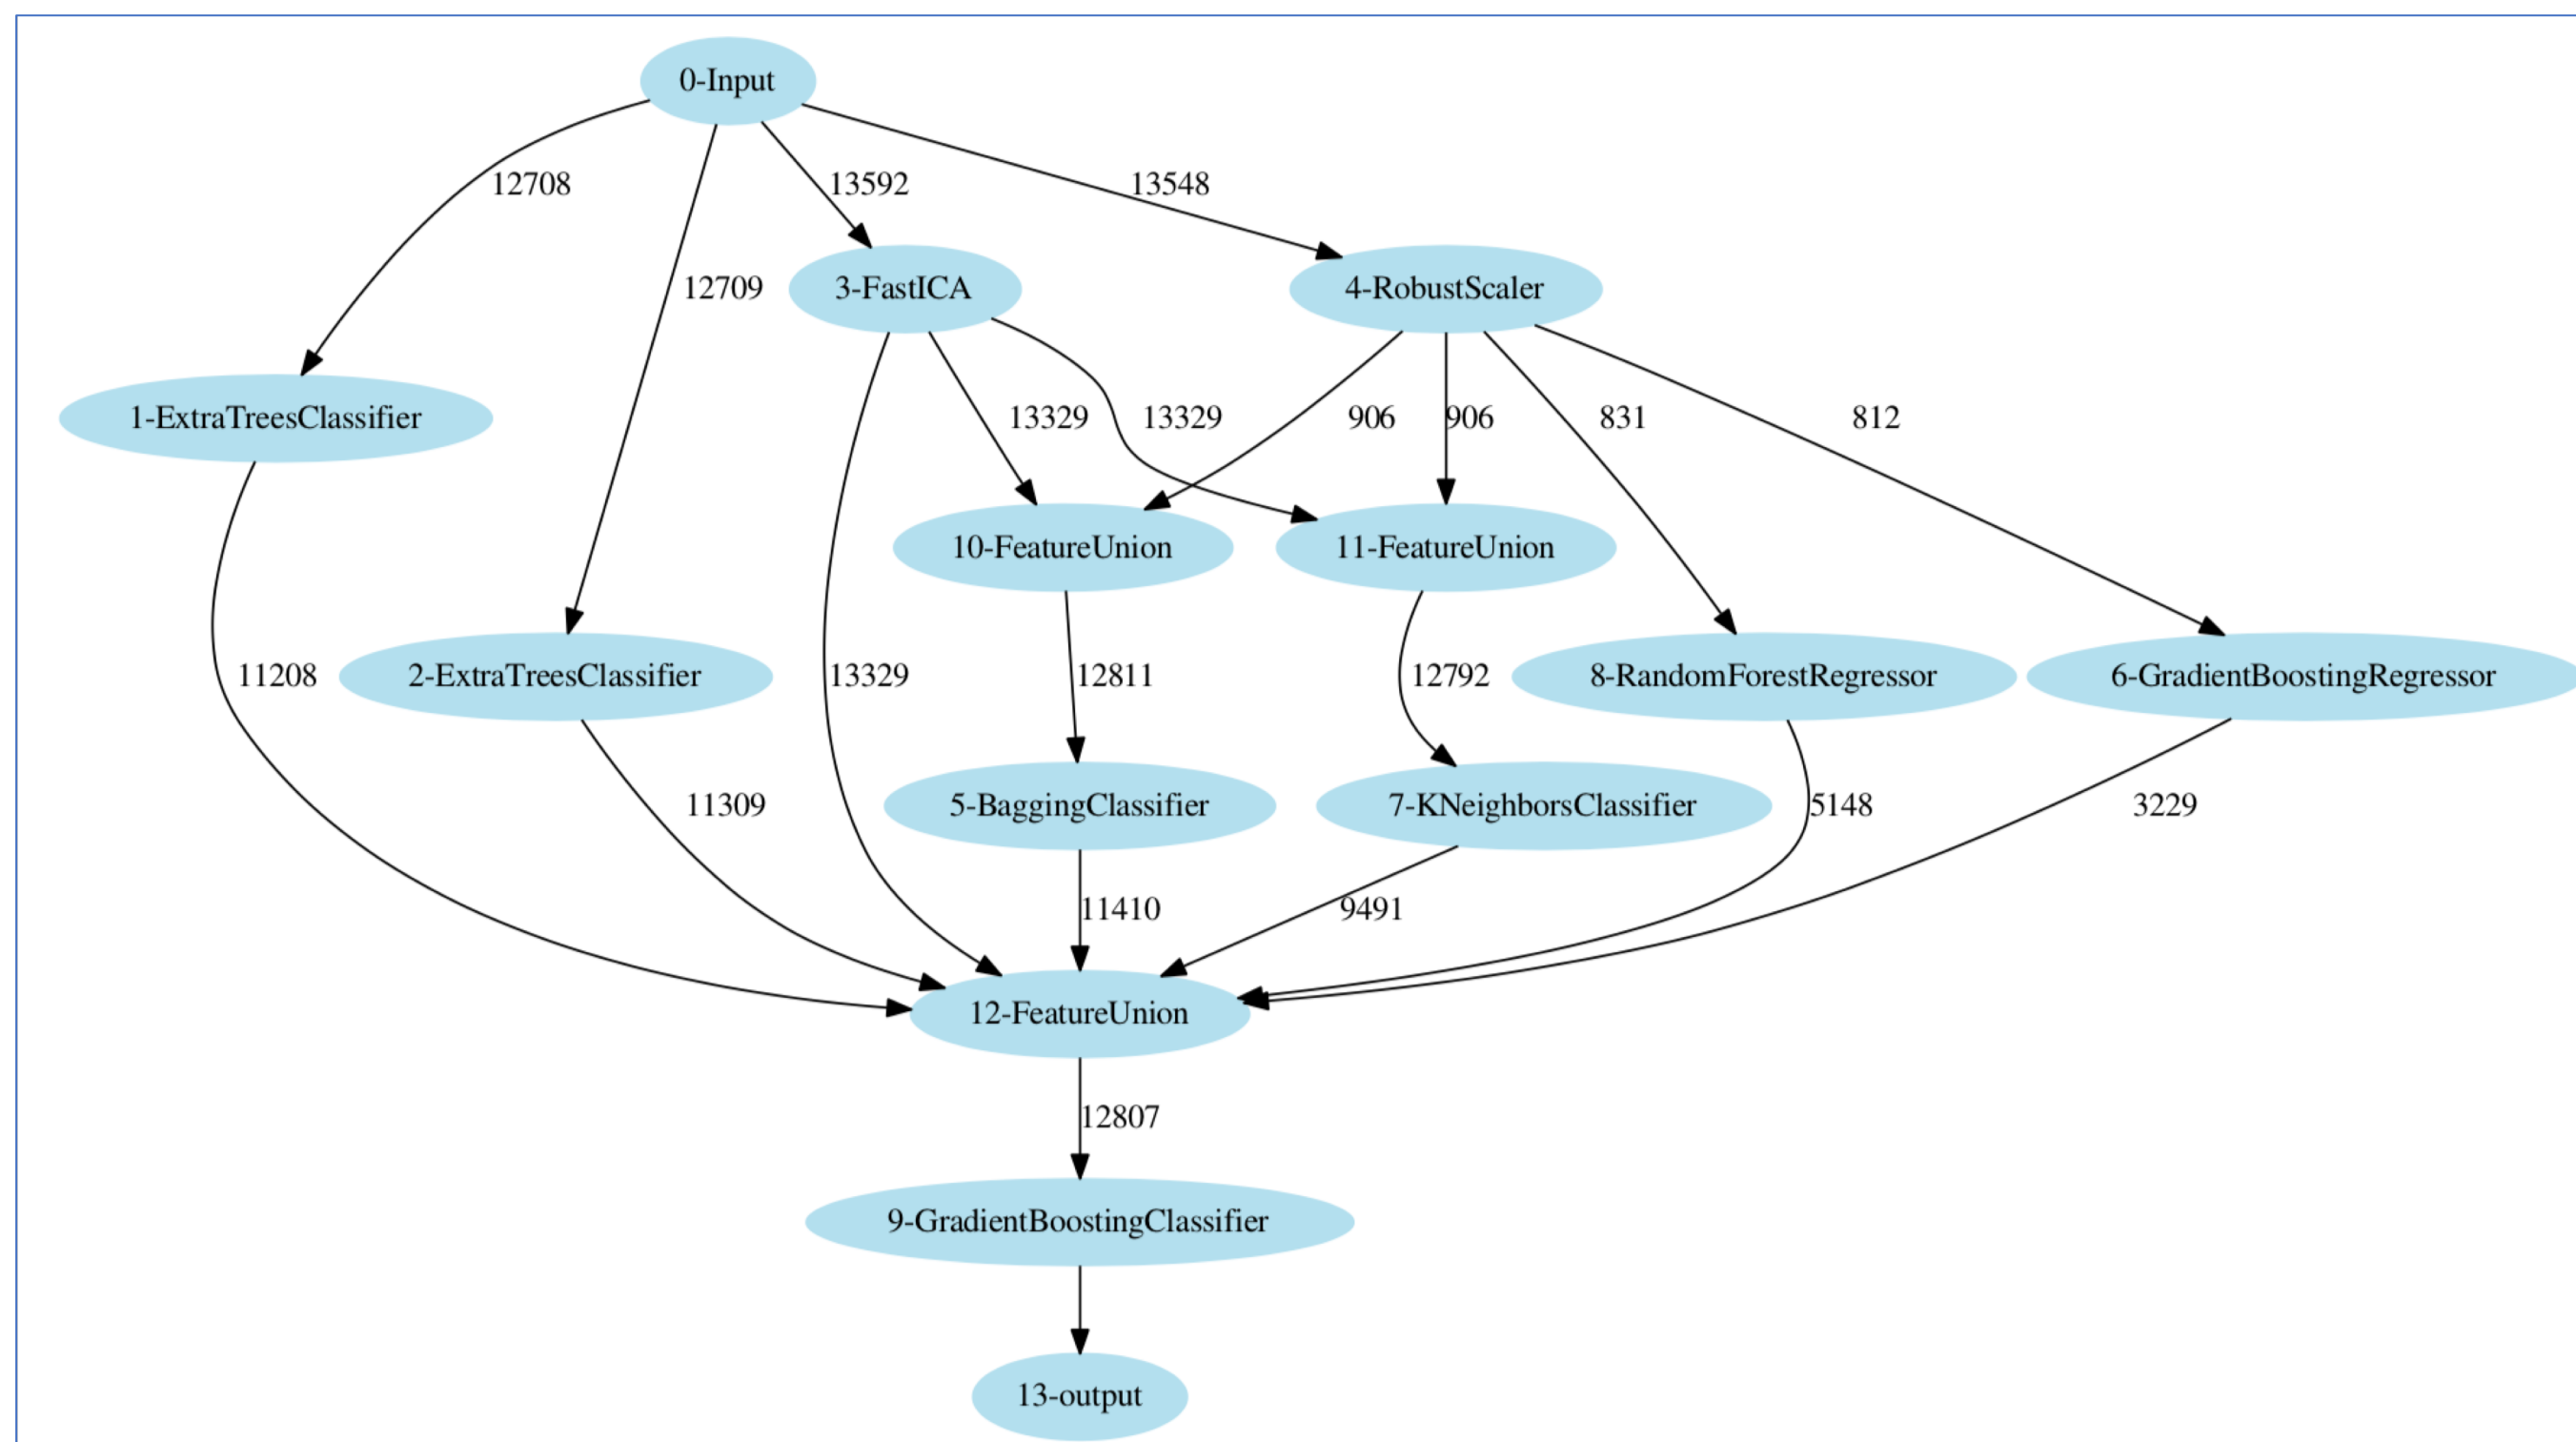 0-Input
12708
13592
13548
12709
3-FastICA
4-RobustScaler
1-ExtraTreesClassifier
13329
13329
906
906
831
812
10-FeatureUnion
11-FeatureUnion
11208
2-ExtraTreesClassifier
13329
12811
12792
8-RandomForestRegressor
6-GradientBoostingRegressor
11309
5-BaggingClassifier
7-KNeighborsClassifier
5148
3229
11410
9491
12-FeatureUnion
12807
9-GradientBoostingClassifier
13-output